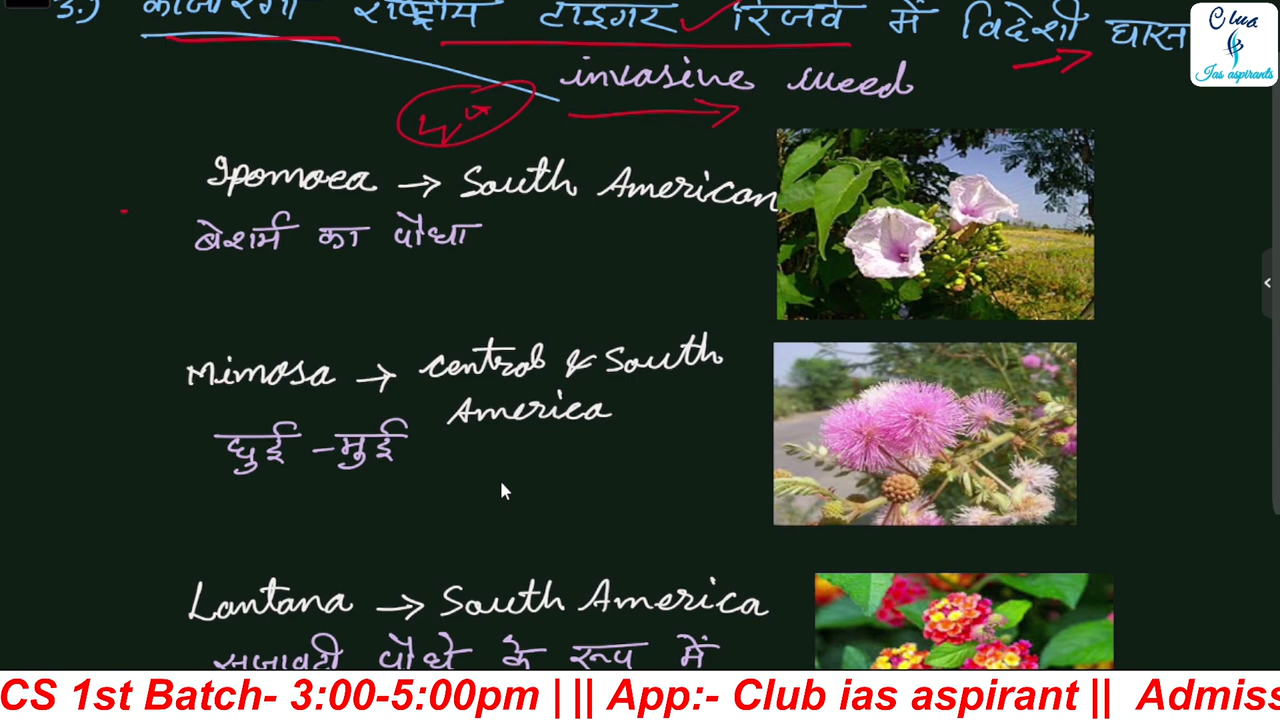 3.) काजीरंगा राष्ट्रीय टाइगर रिजर्व में विदेशी घास
Club
Ias aspirants
invasive weed
Ipomoea → South American
बेशर्म का पौधा
Mimosa → Central & South
America
छुई - मुई
Lantana → South America
सजावटी पौधे के रूप में
CS 1st Batch- 3:00-5:00pm | || App:- Club ias aspirant || Admiss